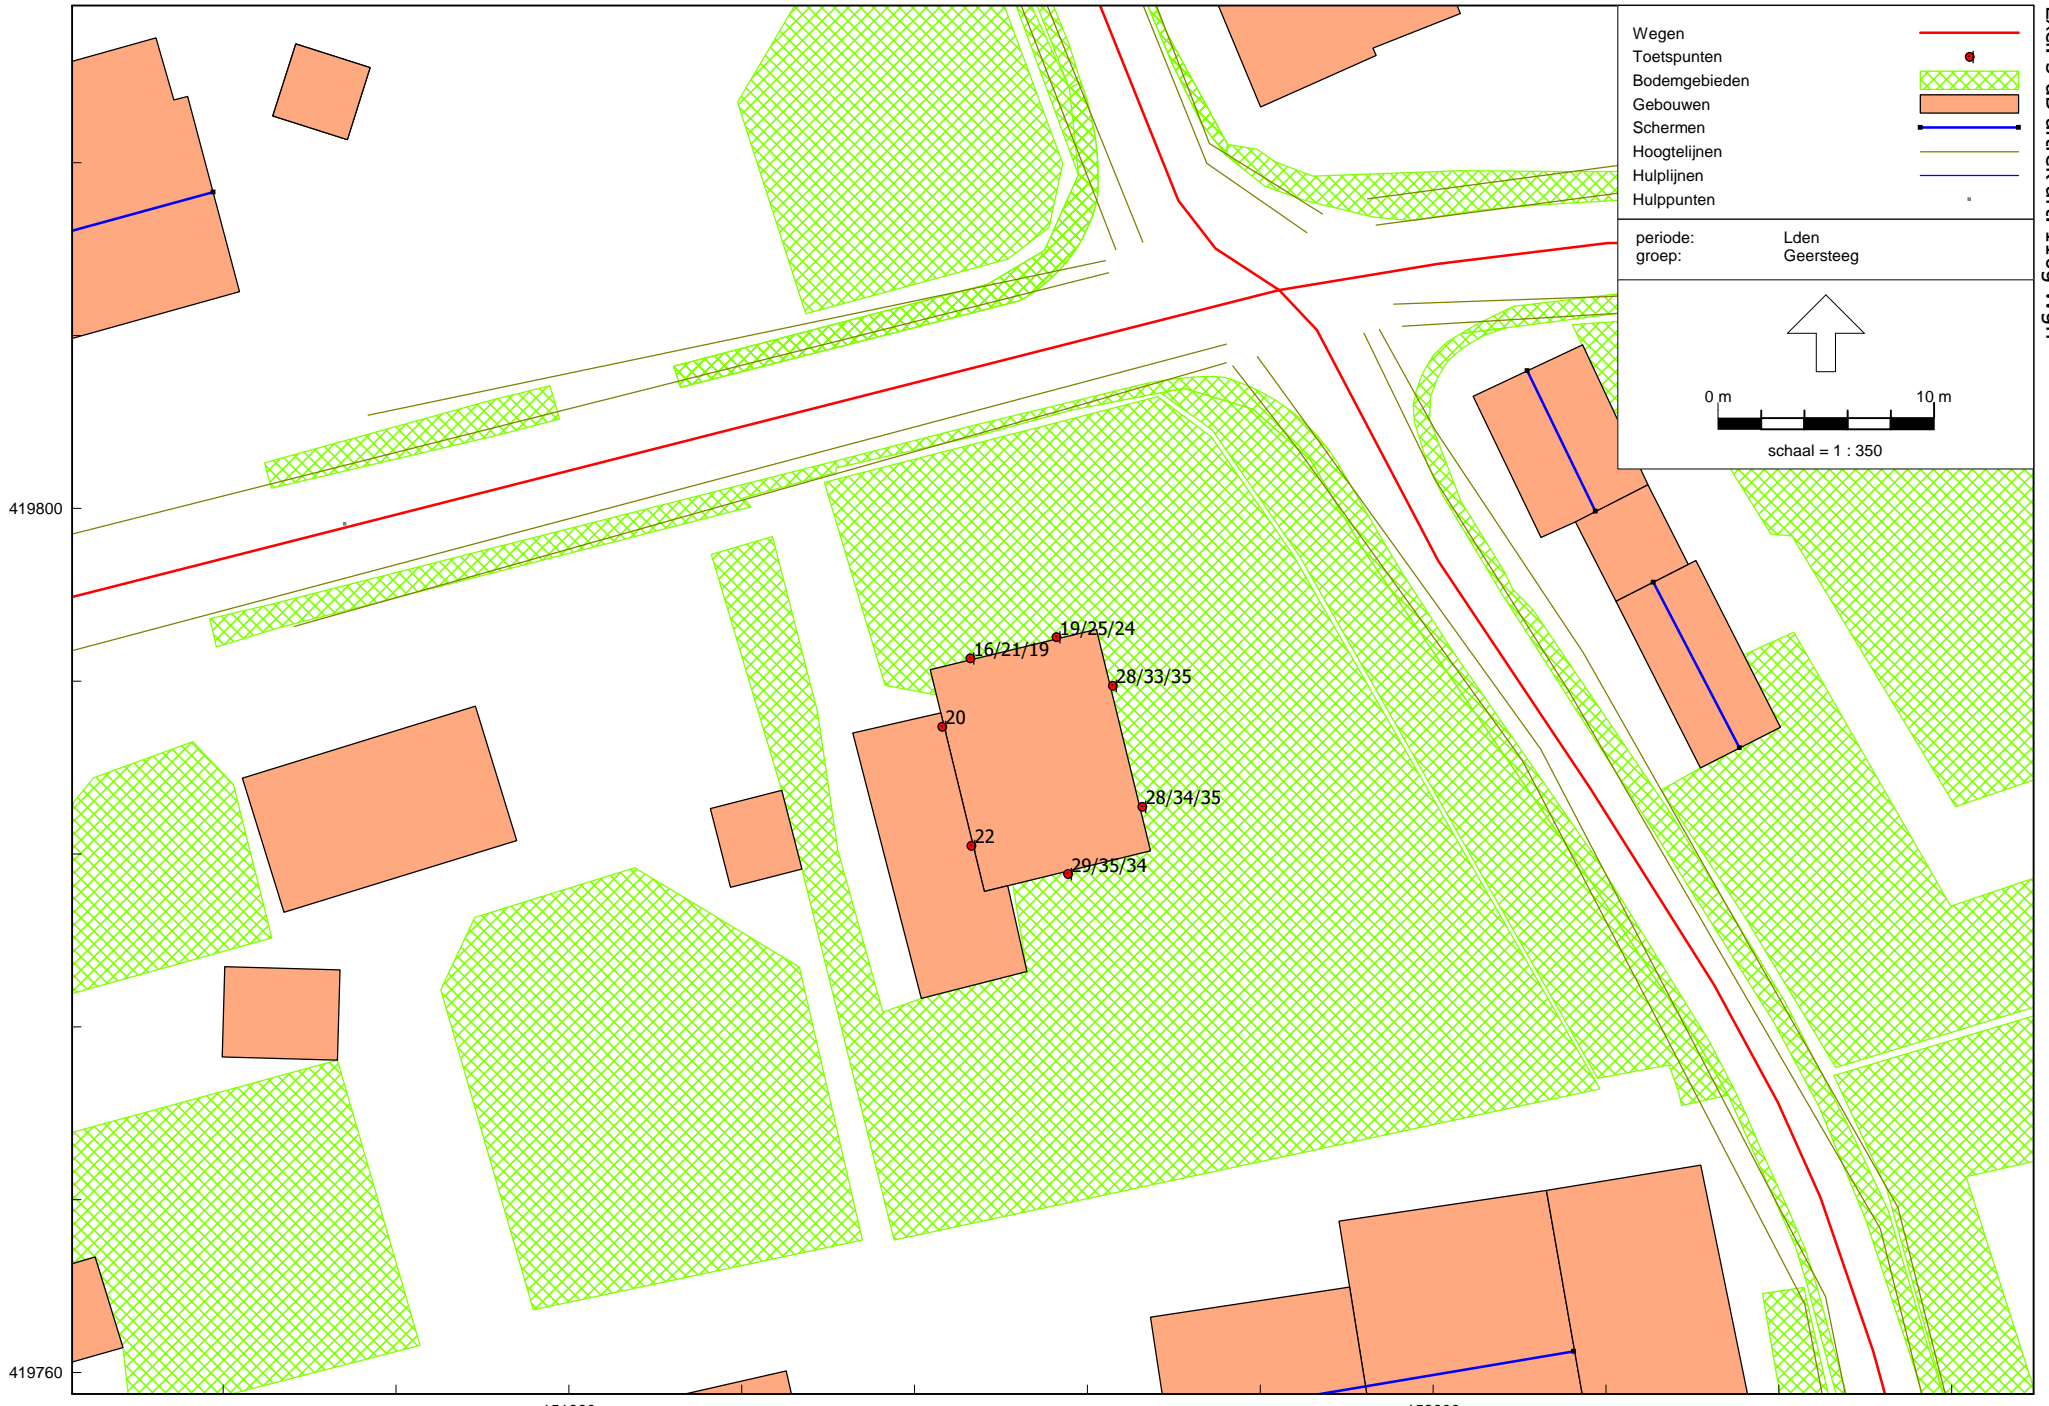 Wegen
Toetspunten
Bodemgebieden
Gebouwen
Schermen
Hoogtelijnen
Hulplijnen
Hulppunten
periode: Lden
groep: Geersteeg
0 m 10 m
schaal = 1 : 350
419800
19/25/24
16/21/19
28/33/35
20
28/34/35
22
29/35/34
419760